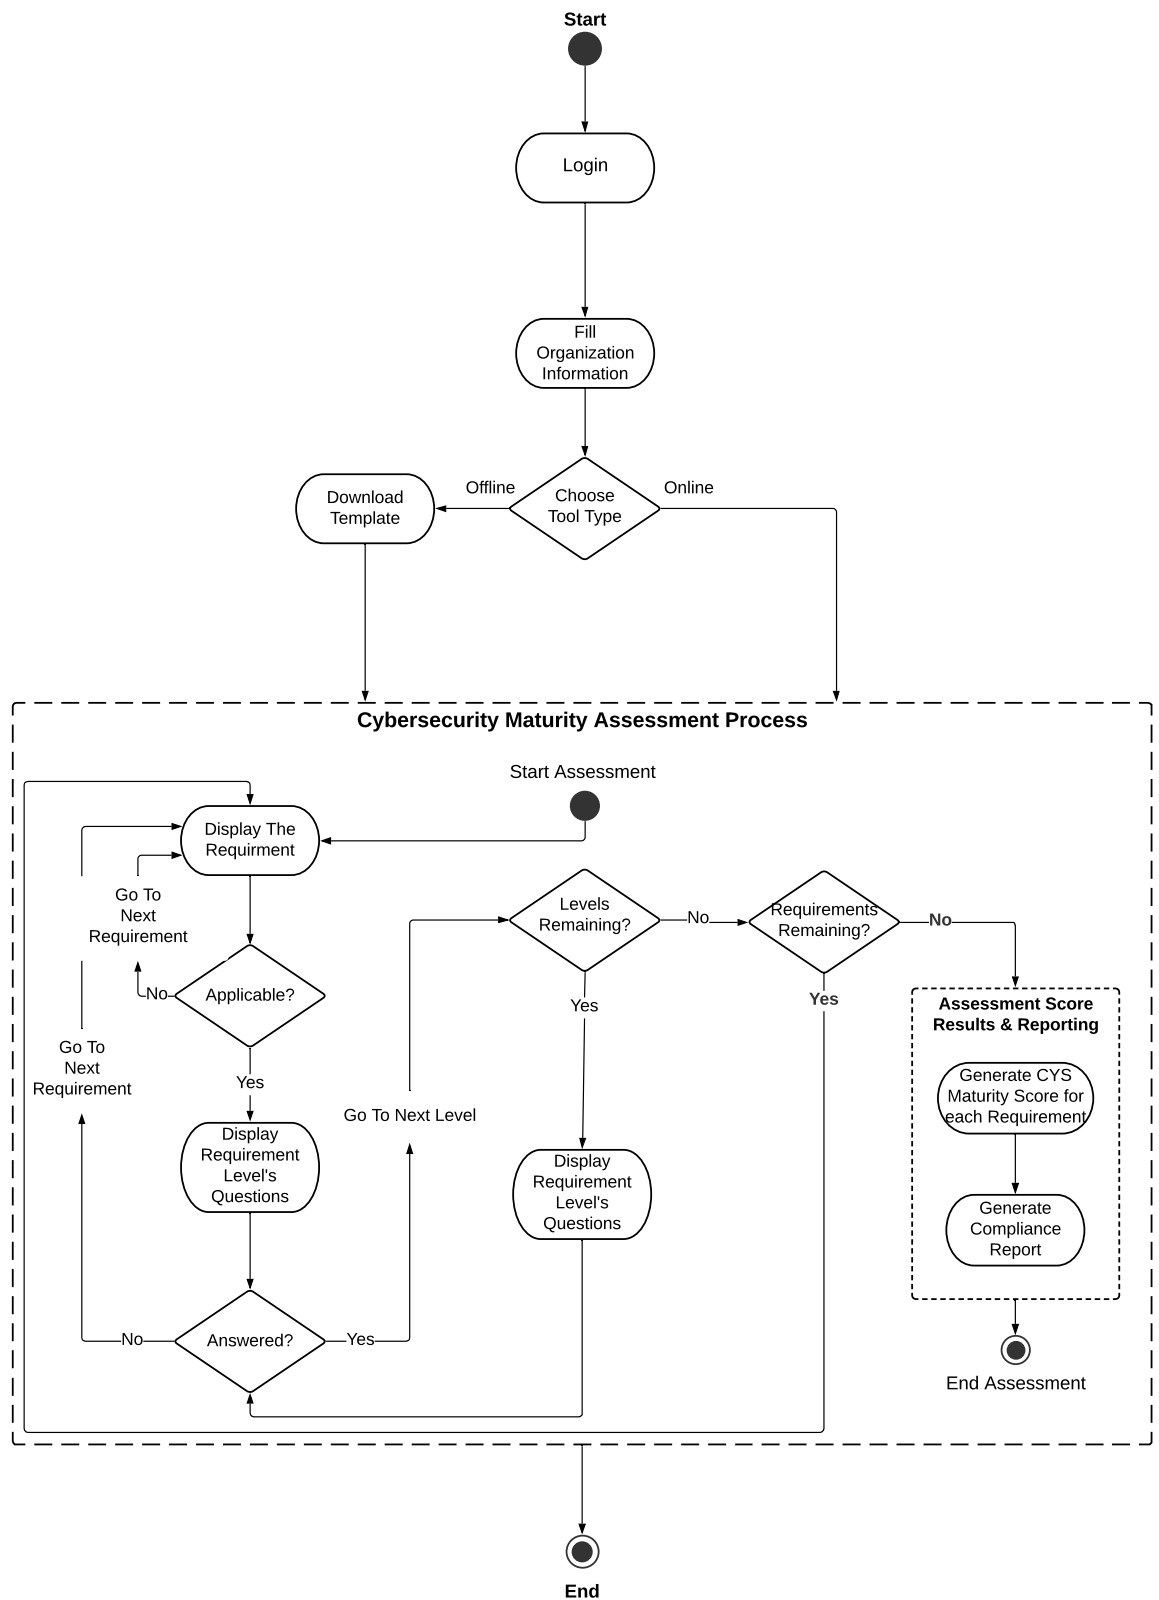 Start
Login
Fill
Organization
Information
Offline
Choose
Tool Type
Online
Download
Template
Cybersecurity Maturity Assessment Process
Start Assessment
Display The
Requirment
Go To
Next
Requirement
No
Applicable?
Go To
Next
Requirement
Yes
Display
Requirement
Level's
Questions
No
Answered?
Yes
Go To Next Level
Levels
Remaining?
No
Yes
Display
Requirement
Level's
Questions
Requirements
Remaining?
No
Yes
Assessment Score
Results & Reporting
Generate CYS
Maturity Score for
each Requirement
Generate
Compliance
Report
End Assessment
End